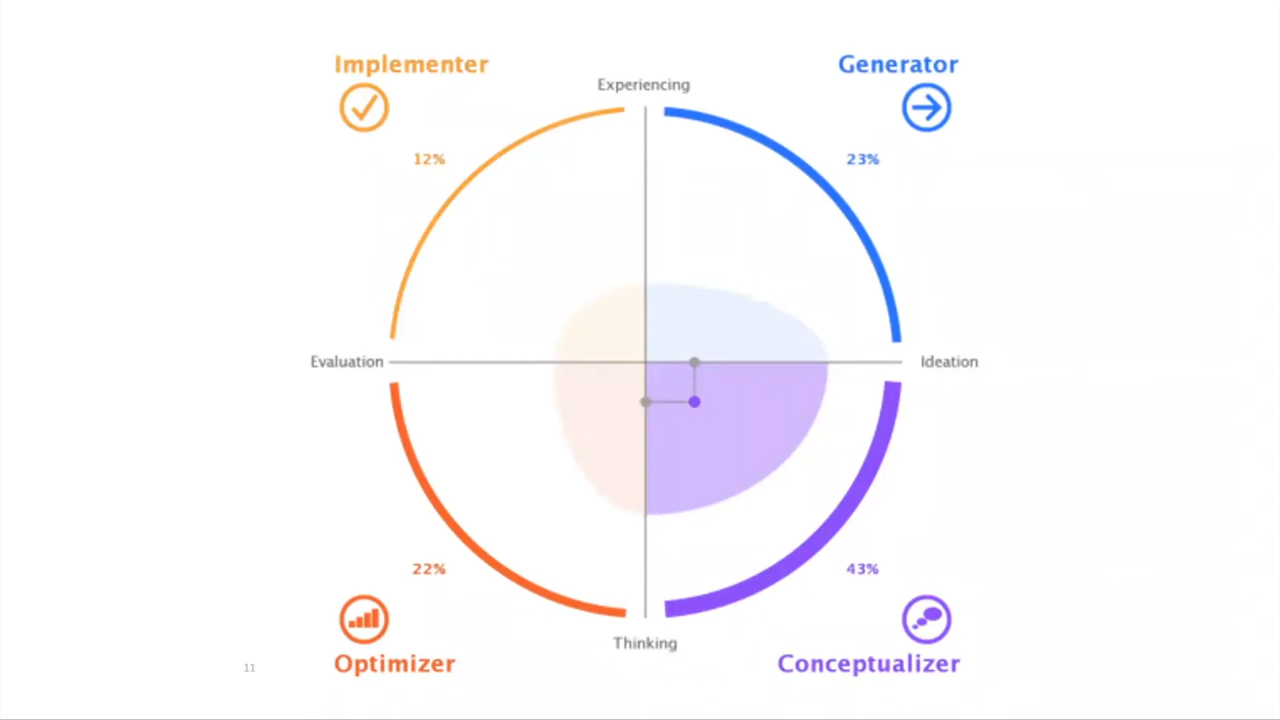 Implementer
Generator
Experiencing
12%
23%
Evaluation
Ideation
22%
43%
Thinking
11
Optimizer
Conceptualizer